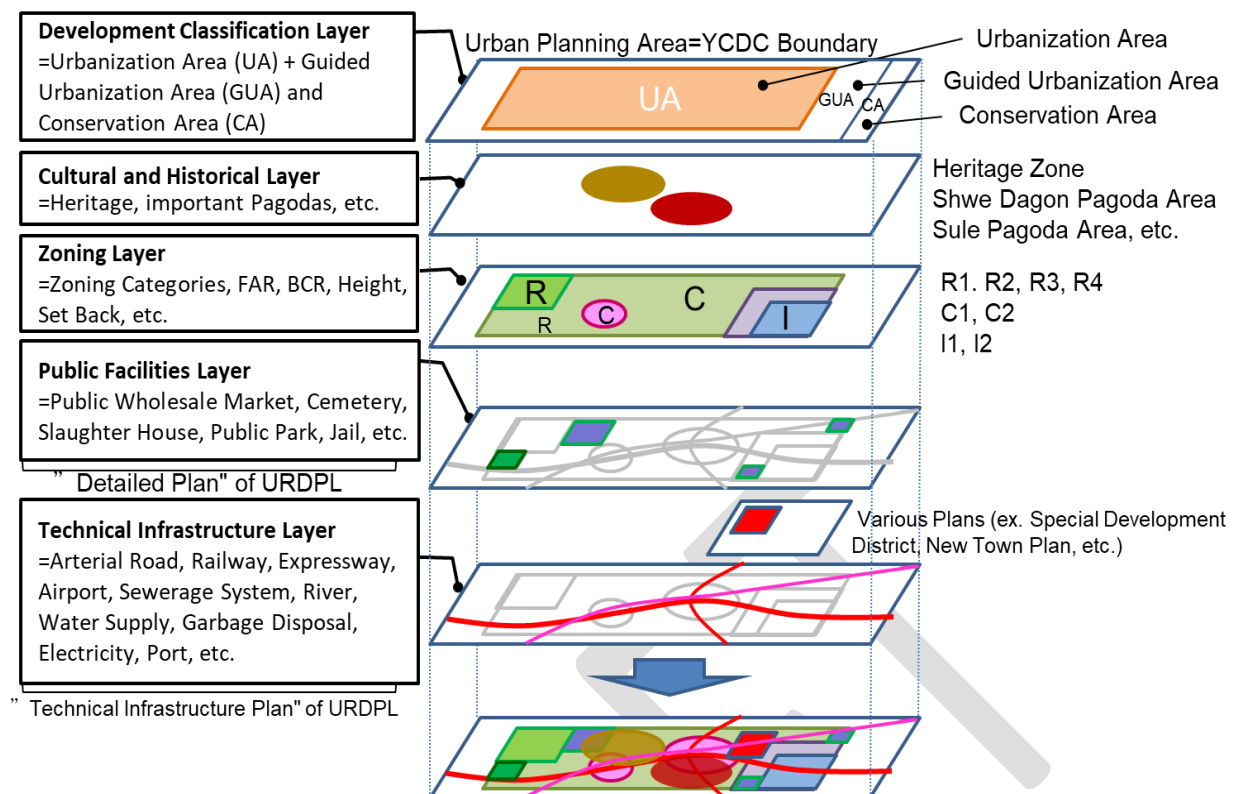 Development Classification Layer
=Urbanization Area (UA) + Guided
Urbanization Area (GUA) and
Conservation Area (CA)
Urban Planning Area=YCDC Boundary
Urbanization Area
Guided Urbanization Area
Conservation Area
UA
GUA
CA
Cultural and Historical Layer
=Heritage, important Pagodas, etc.
Heritage Zone
Shwe Dagon Pagoda Area
Sule Pagoda Area, etc.
Zoning Layer
=Zoning Categories, FAR, BCR, Height,
Set Back, etc.
R
R
C
C
I
R1. R2, R3, R4
C1, C2
I1, I2
Public Facilities Layer
=Public Wholesale Market, Cemetery,
Slaughter House, Public Park, Jail, etc.
” Detailed Plan" of URDPL
Technical Infrastructure Layer
=Arterial Road, Railway, Expressway,
Airport, Sewerage System, River,
Water Supply, Garbage Disposal,
Electricity, Port, etc.
Various Plans (ex. Special Development
District, New Town Plan, etc.)
” Technical Infrastructure Plan" of URDPL